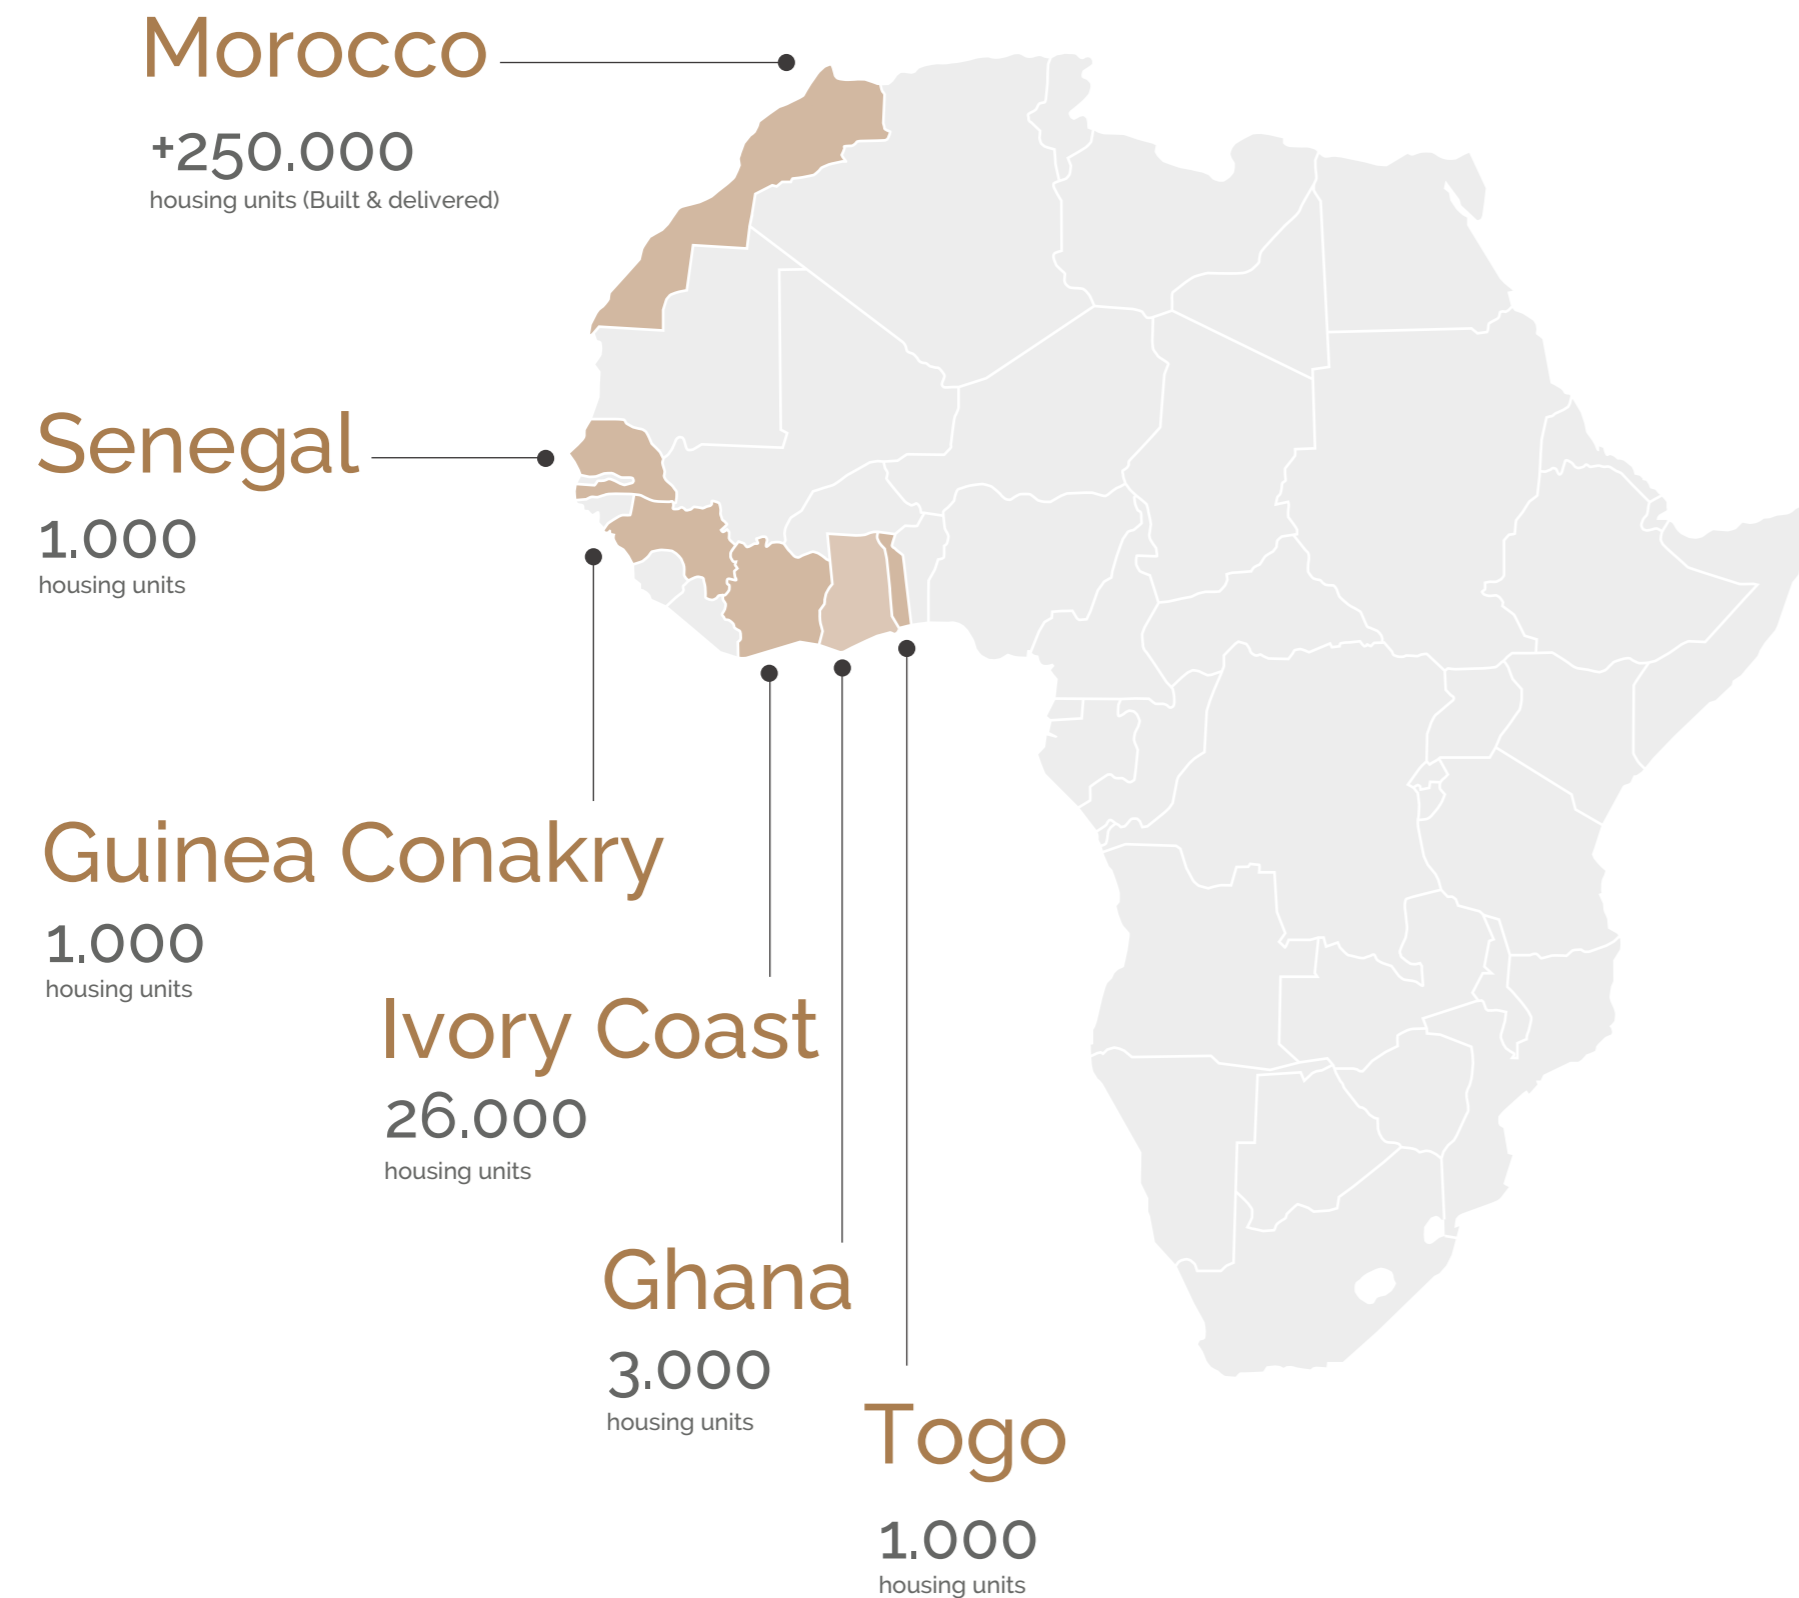 Morocco
+250.000
housing units (Built & delivered)
Senegal
1.000
housing units
Guinea Conakry
1.000
housing units
Ivory Coast
26.000
housing units
Ghana
3.000
housing units
Togo
1.000
housing units